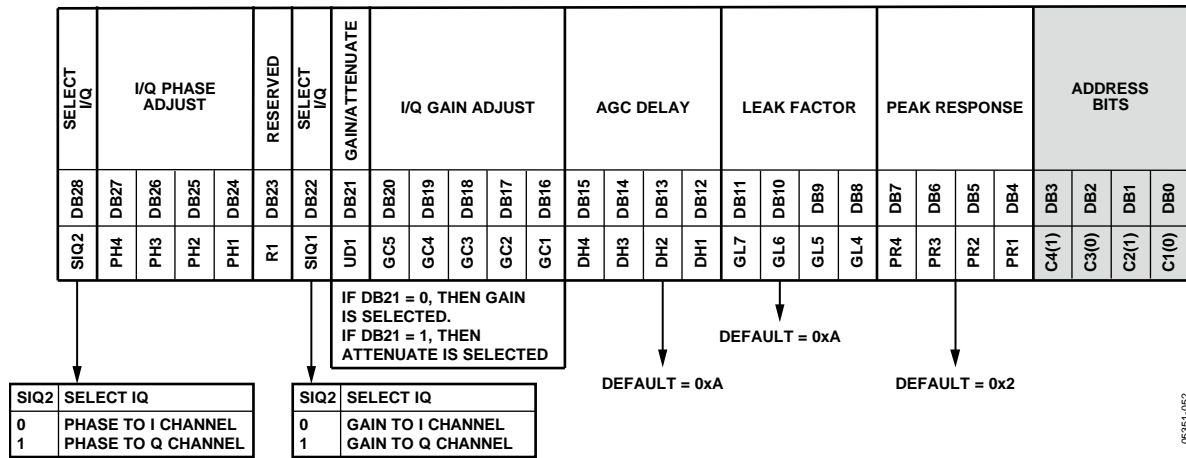 SELECT
I/Q
I/Q PHASE
ADJUST
RESERVED
SELECT
I/Q
GAIN/ATTENUATE
I/Q GAIN ADJUST
AGC DELAY
LEAK FACTOR
PEAK RESPONSE
ADDRESS
BITS
DB28 DB27 DB26 DB25 DB24 DB23 DB22 DB21 DB20 DB19 DB18 DB17 DB16 DB15 DB14 DB13 DB12 DB11 DB10 DB9 DB8 DB7 DB6 DB5 DB4 DB3 DB2 DB1 DB0
SIQ2 PH4 PH3 PH2 PH1 R1 SIQ1 UD1 GC5 GC4 GC3 GC2 GC1 DH4 DH3 DH2 DH1 GL7 GL6 GL5 GL4 PR4 PR3 PR2 PR1 C4(1) C3(0) C2(1) C1(0)
IF DB21 = 0, THEN GAIN
IS SELECTED.
IF DB21 = 1, THEN
ATTENUATE IS SELECTED
DEFAULT = 0xA
DEFAULT = 0xA
DEFAULT = 0x2
SIQ2 SELECT IQ
0 PHASE TO I CHANNEL
1 PHASE TO Q CHANNEL
SIQ2 SELECT IQ
0 GAIN TO I CHANNEL
1 GAIN TO Q CHANNEL
05351-052